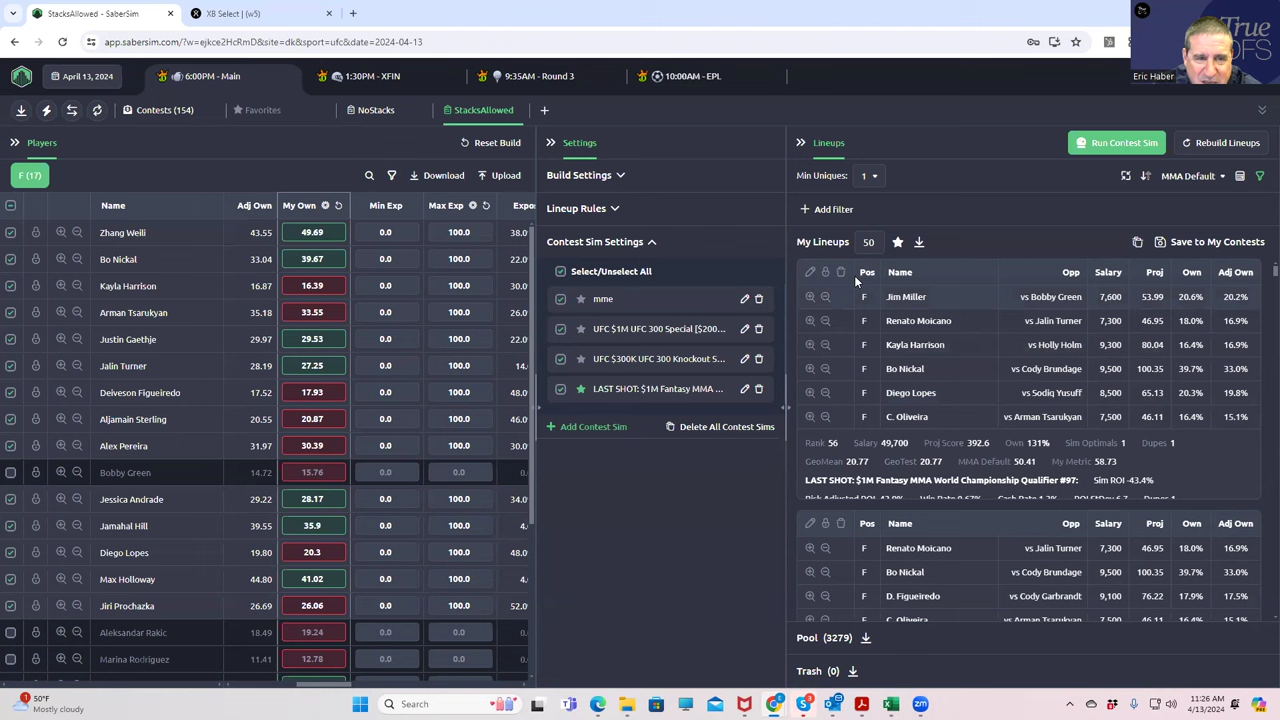 StacksAllowed - SaberSim
XB Select | (w5)
app.sabersim.com/?w=ejkce2HcRmD&site=dk&sport=ufc&date=2024-04-13
True
DFS
Eric Haber
April 13, 2024
6:00PM - Main
1:30PM - XFIN
9:15AM - Round 3
10:00AM - EPL
Contests (154)
Favorites
NoStacks
StacksAllowed
Players
Reset Build
Settings
Lineups
Run Contest Sim
Rebuild Lineups
F (17)
Download
Upload
Build Settings
Min Uniques: 1
MMA Default
Name Adj Own My Own Min Exp Max Exp Expo
Lineup Rules
Add filter
Zhang Weili 43.55 49.69 0.0 100.0 38.0
Contest Sim Settings
My Lineups 50
Save to My Contests
Bo Nickal 33.04 39.67 0.0 100.0 22.0
Select/Unselect All
Pos Name Opp Salary Proj Own Adj Own
Kayla Harrison 16.87 16.39 0.0 100.0
mme
F Jim Miller vs Bobby Green 7,600 53.99 20.6% 20.2%
Arman Tsarukyan 35.18 33.55 0.0 100.0
UFC $1M UFC 300 Special [$200...
F Renato Moicano vs Jalin Turner 7,300 46.95 18.0% 16.9%
Justin Gaethje 29.97 29.53 0.0 100.0
UFC $300K UFC 300 Knockout S...
F Kayla Harrison vs Holly Holm 9,300 80.04 16.4% 16.9%
Jalin Turner 28.19 27.25 0.0 100.0 14.
F Bo Nickal vs Cody Brundage 9,500 100.35 39.7% 33.0%
Deiveson Figueiredo 17.52 17.93 0.0 100.0
LAST SHOT: $1M Fantasy MMA ...
F Diego Lopes vs Sodiq Yusuff 8,500 65.13 20.3% 19.8%
Aljamain Sterling 20.55 20.87 0.0 100.0 46.0
Add Contest Sim
Delete All Contest Sims
F C. Oliveira vs Arman Tsarukyan 7,500 46.11 16.4% 15.1%
Alex Pereira 31.97 30.39 0.0 100.0 30.0
Rank 56 Salary 49,700 Proj Score 392.6 Own 131% Sim Optimals 1 Dupes 1
Bobby Green 14.72 15.76 0.0 0.0
GeoMean 20.77 GeoTest 20.77 MMA Default 50.41 My Metric 58.73
Jessica Andrade 29.22 28.17 0.0 100.0 34.0
LAST SHOT: $1M Fantasy MMA World Championship Qualifier #97: Sim ROI -43.4%
Jamahal Hill 39.55 35.9 0.0 100.0 4.
Diego Lopes 19.80 20.3 0.0 100.0 48.0
Pos Name Opp Salary Proj Own Adj Own
Max Holloway 44.80 41.02 0.0 100.0 4.
F Renato Moicano vs Jalin Turner 7,300 46.95 18.0% 16.9%
Jiri Prochazka 26.69 26.06 0.0 100.0 52.0
F Bo Nickal vs Cody Brundage 9,500 100.35 39.7% 33.0%
Aleksandar Rakic 18.49 19.24 0.0 0.0
F D. Figueiredo vs Cody Garbrandt 9,100 76.22 17.9% 17.5%
F C. Oliveira vs Arman Tsarukyan 7,500 46.11 16.4% 15.1%
Marina Rodriguez 11.41 12.78 0.0 0.0
Pool (3279)
Trash (0)
50°F
Mostly cloudy
Search
11:26 AM
4/13/2024